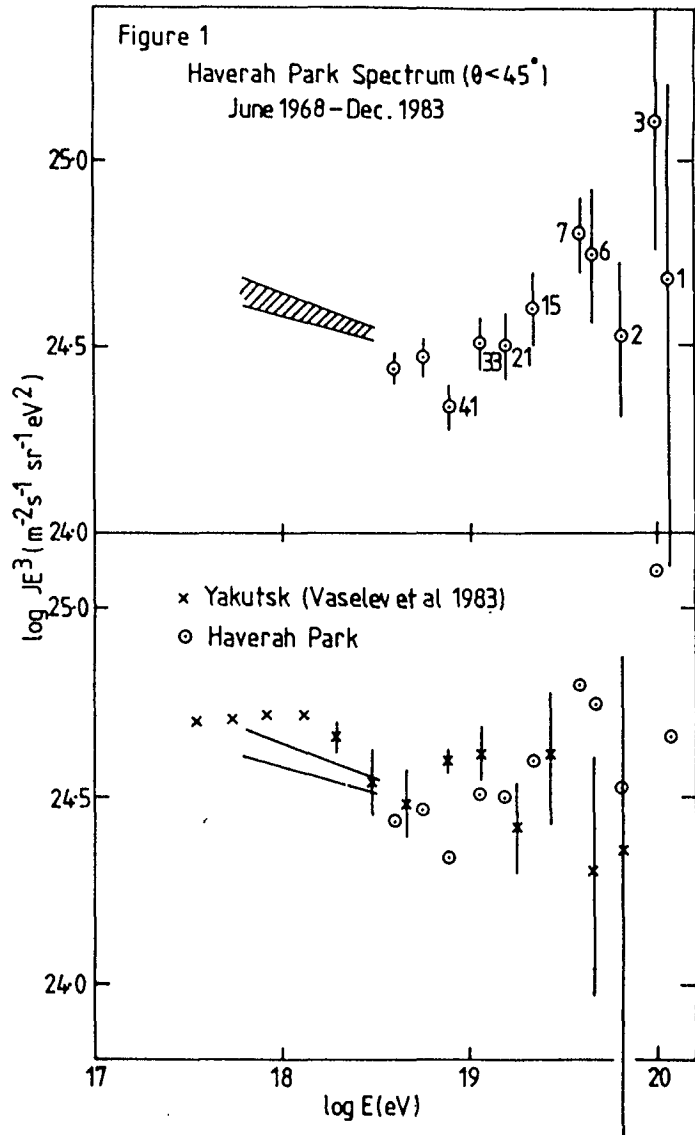 Figure 1
Haverah Park Spectrum (θ<45°)
June 1968 – Dec. 1983
25·0
24·5
24·0
3
1
7
6
2
15
33
21
41
log JE³ (m⁻²s⁻¹ sr⁻¹ eV²)
× Yakutsk (Vaselev et al 1983)
⊙ Haverah Park
25·0
24·5
24·0
17
18
19
20
log E(eV)